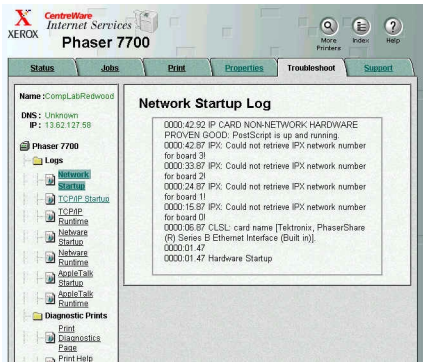 X
XEROX
CentreWare
Internet Services
Phaser 7700
More
Printers
Index
Help
Status
Jobs
Print
Properties
Troubleshoot
Support
Name :CompLabRedwood
DNS : Unknown
IP : 13.62.127.58
Phaser 7700
Logs
Network
Startup
TCP/IP Startup
TCP/IP
Runtime
Netware
Startup
Netware
Runtime
AppleTalk
Startup
AppleTalk
Runtime
Diagnostic Prints
Print
Diagnostics
Page
Print Help
Network Startup Log
0000:42.92 IP CARD NON-NETWORK HARDWARE
PROVEN GOOD: PostScript is up and running.
0000:42.87 IPX: Could not retrieve IPX network number
for board 3!
0000:33.87 IPX: Could not retrieve IPX network number
for board 2!
0000:24.87 IPX: Could not retrieve IPX network number
for board 1!
0000:15.87 IPX: Could not retrieve IPX network number
for board 0!
0000:06.87 CLSL: card name [Tektronix, PhaserShare
(R) Series B Ethernet Interface (Built in)].
0000:01.47
0000:01.47 Hardware Startup